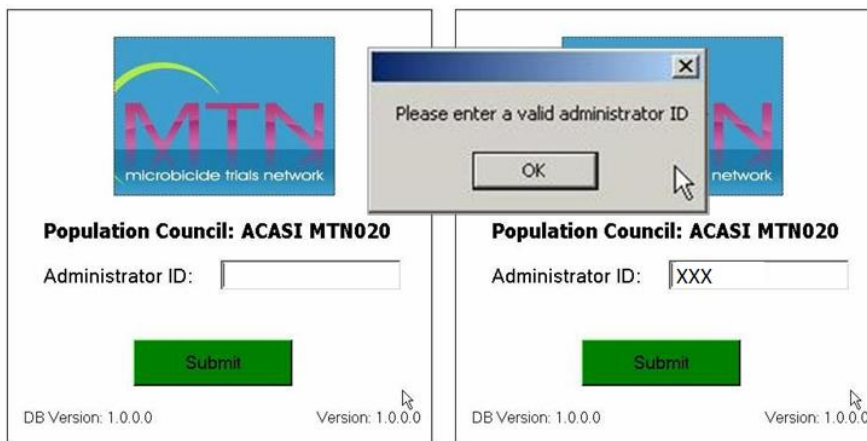 MTN
microbicide trials network
Population Council: ACASI MTN020
Administrator ID:
Submit
DB Version: 1.0.0.0 Version: 1.0.0.0
Please enter a valid administrator ID
OK
N
network
Population Council: ACASI MTN020
Administrator ID: XXX
Submit
DB Version: 1.0.0.0 Version: 1.0.0.0